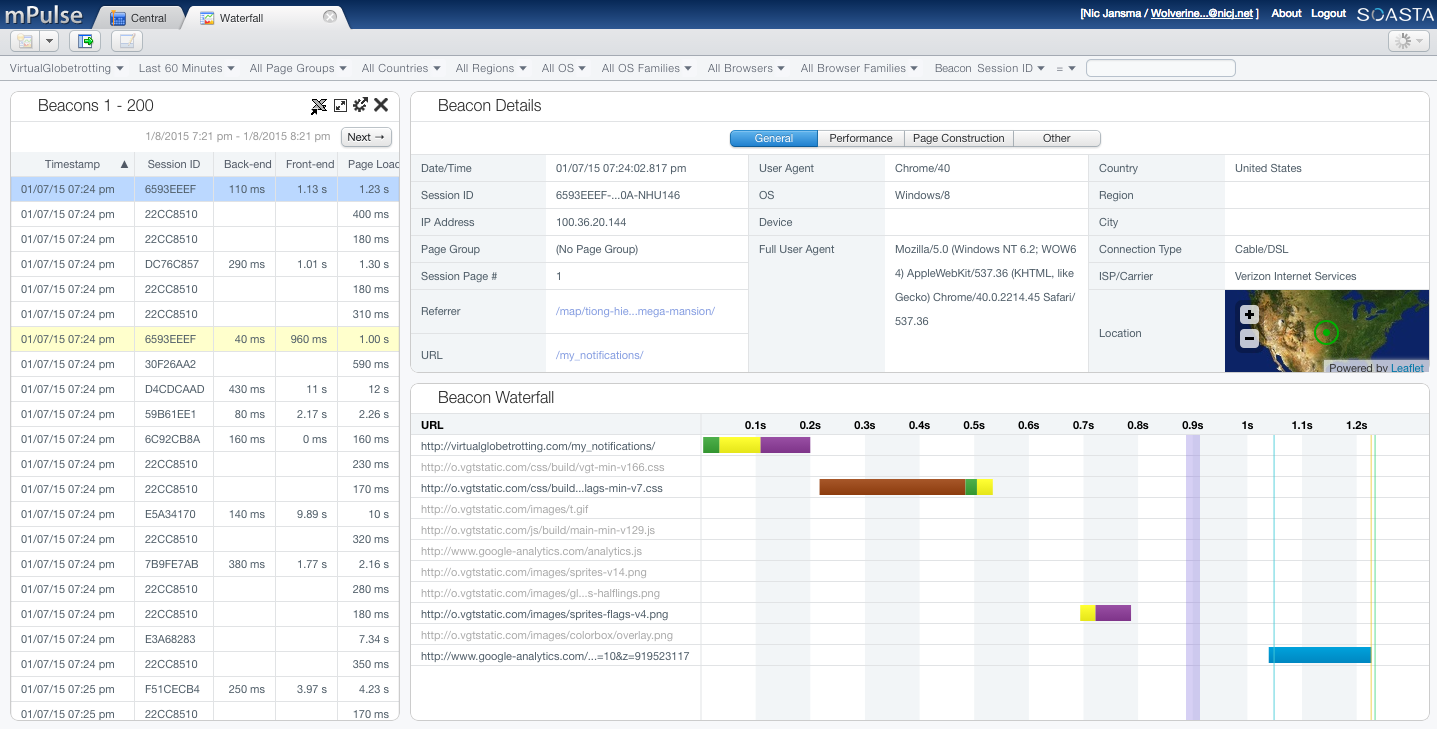 mPulse Central Waterfall [Nic Jansma / Wolverine...@nicj.net ] About Logout SOASTA
VirtualGlobetrotting Last 60 Minutes All Page Groups All Countries All Regions All OS All OS Families All Browsers All Browser Families Beacon Session ID =
Beacons 1 - 200
1/8/2015 7:21 pm - 1/8/2015 8:21 pm Next →
Timestamp ▲ Session ID Back-end Front-end Page Loac
01/07/15 07:24 pm 6593EEEF 110 ms 1.13 s 1.23 s
01/07/15 07:24 pm 22CC8510 400 ms
01/07/15 07:24 pm 22CC8510 180 ms
01/07/15 07:24 pm DC76C857 290 ms 1.01 s 1.30 s
01/07/15 07:24 pm 22CC8510 180 ms
01/07/15 07:24 pm 22CC8510 310 ms
01/07/15 07:24 pm 6593EEEF 40 ms 960 ms 1.00 s
01/07/15 07:24 pm 30F26AA2 590 ms
01/07/15 07:24 pm D4CDCAAD 430 ms 11 s 12 s
01/07/15 07:24 pm 59B61EE1 80 ms 2.17 s 2.26 s
01/07/15 07:24 pm 6C92CB8A 160 ms 0 ms 160 ms
01/07/15 07:24 pm 22CC8510 230 ms
01/07/15 07:24 pm 22CC8510 170 ms
01/07/15 07:24 pm E5A34170 140 ms 9.89 s 10 s
01/07/15 07:24 pm 22CC8510 320 ms
01/07/15 07:24 pm 7B9FE7AB 380 ms 1.77 s 2.16 s
01/07/15 07:24 pm 22CC8510 280 ms
01/07/15 07:24 pm 22CC8510 180 ms
01/07/15 07:24 pm E3A68283 7.34 s
01/07/15 07:24 pm 22CC8510 350 ms
01/07/15 07:25 pm F51CECB4 250 ms 3.97 s 4.23 s
01/07/15 07:25 pm 22CC8510 170 ms
Beacon Details
General Performance Page Construction Other
Date/Time 01/07/15 07:24:02.817 pm
Session ID 6593EEEF-...0A-NHU146
IP Address 100.36.20.144
Page Group (No Page Group)
Session Page # 1
Referrer /map/tiong-hie...mega-mansion/
URL /my_notifications/
User Agent Chrome/40
OS Windows/8
Device
Full User Agent Mozilla/5.0 (Windows NT 6.2; WOW6
4) AppleWebKit/537.36 (KHTML, like
Gecko) Chrome/40.0.2214.45 Safari/
537.36
Country United States
Region
City
Connection Type Cable/DSL
ISP/Carrier Verizon Internet Services
Location
+
−
Powered by Leaflet
Beacon Waterfall
URL 0.1s 0.2s 0.3s 0.4s 0.5s 0.6s 0.7s 0.8s 0.9s 1s 1.1s 1.2s
http://virtualglobetrotting.com/my_notifications/
http://o.vgtstatic.com/css/build/vgt-min-v166.css
http://o.vgtstatic.com/css/build...lags-min-v7.css
http://o.vgtstatic.com/images/t.gif
http://o.vgtstatic.com/js/build/main-min-v129.js
http://www.google-analytics.com/analytics.js
http://o.vgtstatic.com/images/sprites-v14.png
http://o.vgtstatic.com/images/gl...s-halflings.png
http://o.vgtstatic.com/images/sprites-flags-v4.png
http://o.vgtstatic.com/images/colorbox/overlay.png
http://www.google-analytics.com/...=10&z=919523117